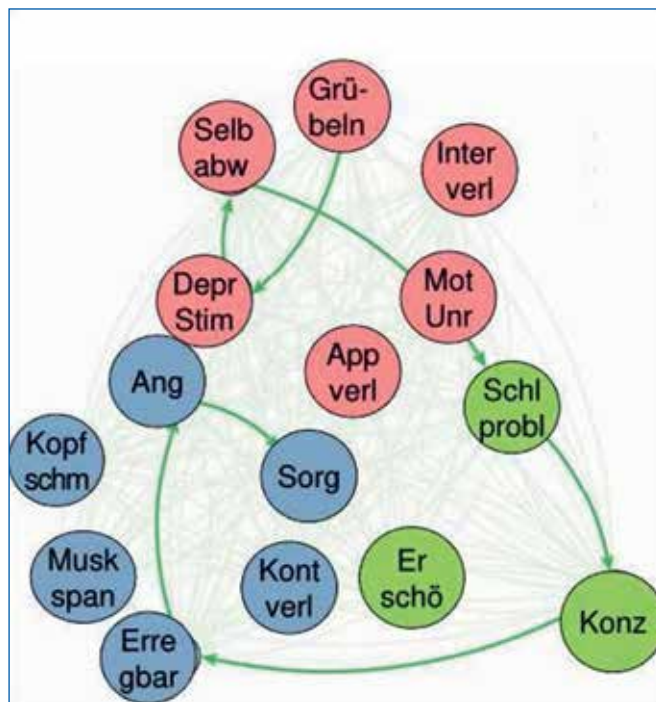 Grü-
beln
Selb
abw
Inter
verl
Depr
Stim
Mot
Unr
App
verl
Ang
Schl
probl
Kopf
schm
Sorg
Musk
span
Kont
verl
Er
schö
Erre
gbar
Konz